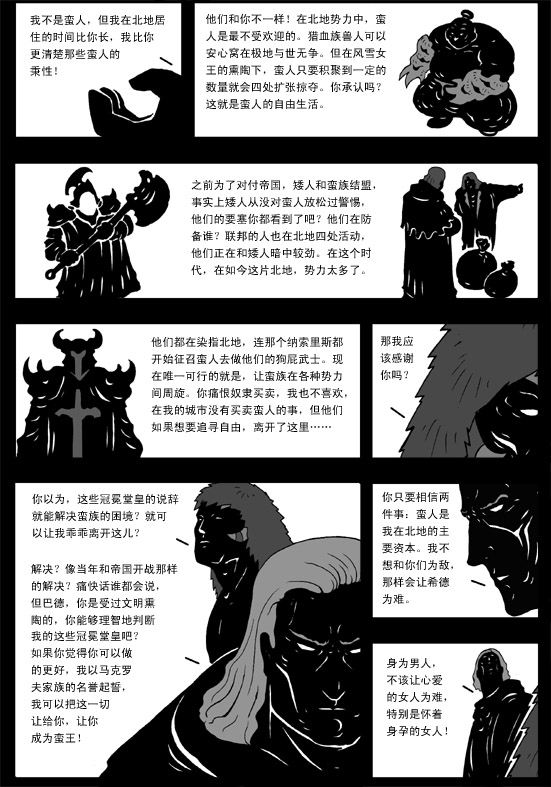 我不是蛮人，但我在北地居
住的时间比你长，我比你
更清楚那些蛮人的
秉性！
他们和你不一样！在北地势力中，蛮
人是最不受欢迎的。猎血族兽人可以
安心窝在极地与世无争。但在风雪女
王的熏陶下，蛮人只要积聚到一定的
数量就会四处扩张掠夺。你承认吗？
这就是蛮人的自由生活。
之前为了对付帝国，矮人和蛮族结盟，
事实上矮人从没对蛮人放松过警惕，
他们的要塞你都看到了吧？他们在防
备谁？联邦的人也在北地四处活动，
他们正在和矮人暗中较劲。在这个时
代，在如今这片北地，势力太多了。
他们都在染指北地，连那个纳索里斯都
开始征召蛮人去做他们的狗屁武士。现
在唯一可行的就是，让蛮族在各种势力
间周旋。你痛恨奴隶买卖，我也不喜欢，
在我的城市没有买卖蛮人的事，但他们
如果想要追寻自由，离开了这里……
那我应
该感谢
你吗？
你以为，这些冠冕堂皇的说辞
就能解决蛮族的困境？就可
以让我乖乖离开这儿？
解决？像当年和帝国开战那样
的解决？痛快话谁都会说，
但巴德，你是受过文明熏
陶的，你能够理智地判断
我的这些冠冕堂皇吧？
如果你觉得你可以做
的更好，我以马克罗
夫家族的名誉起誓，
我可以把这一切
让给你，让你
成为蛮王！
你只要相信两
件事：蛮人是
我在北地的主
要资本。我不
想和你们为敌，
那样会让希德
为难。
身为男人，
不该让心爱
的女人为难，
特别是怀着
身孕的女人！